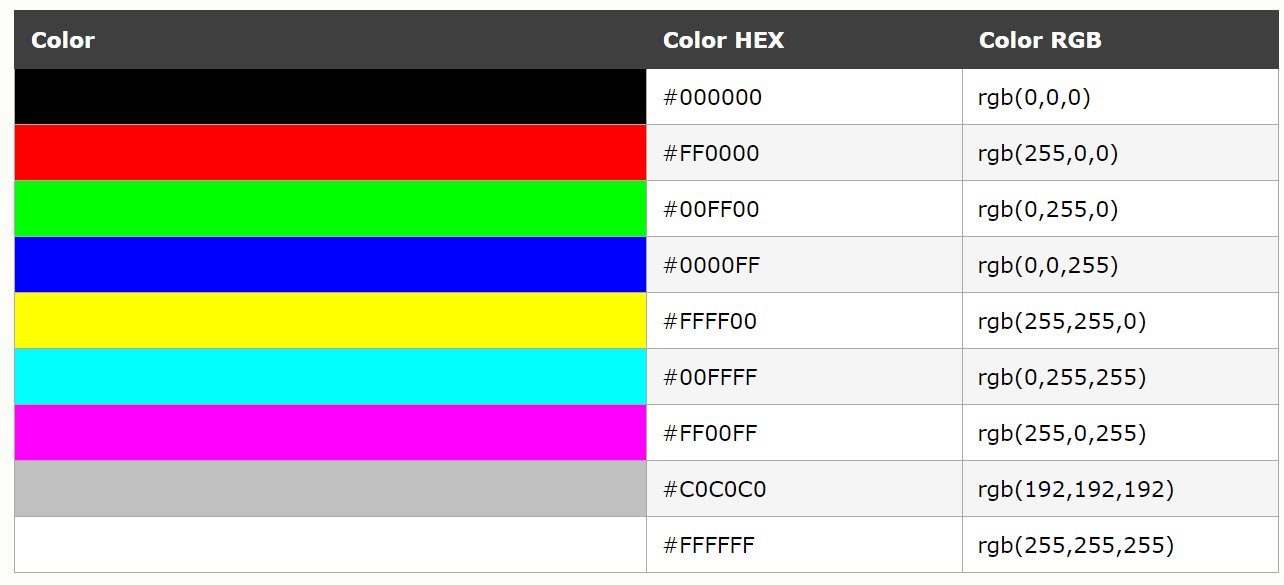 Color Color HEX Color RGB
#000000 rgb(0,0,0)
#FF0000 rgb(255,0,0)
#00FF00 rgb(0,255,0)
#0000FF rgb(0,0,255)
#FFFF00 rgb(255,255,0)
#00FFFF rgb(0,255,255)
#FF00FF rgb(255,0,255)
#C0C0C0 rgb(192,192,192)
#FFFFFF rgb(255,255,255)